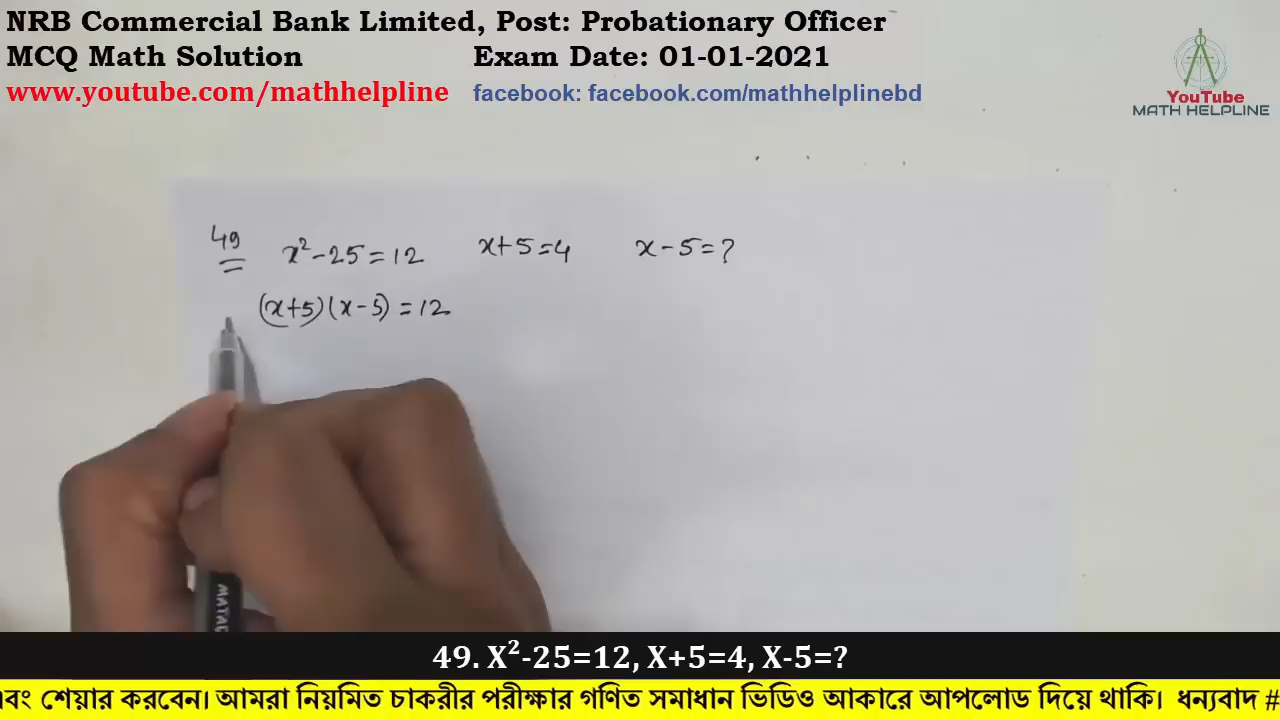 NRB Commercial Bank Limited, Post: Probationary Officer
MCQ Math Solution Exam Date: 01-01-2021
www.youtube.com/mathhelpline facebook: facebook.com/mathhelplinebd
YouTube
MATH HELPLINE
49 x²-25=12 x+5=4 x-5=?
(x+5)(x-5)=12
MATAD
49. X²-25=12, X+5=4, X-5=?
এবং শেয়ার করবেন। আমরা নিয়মিত চাকরীর পরীক্ষার গণিত সমাধান ভিডিও আকারে আপলোড দিয়ে থাকি। ধন্যবাদ #